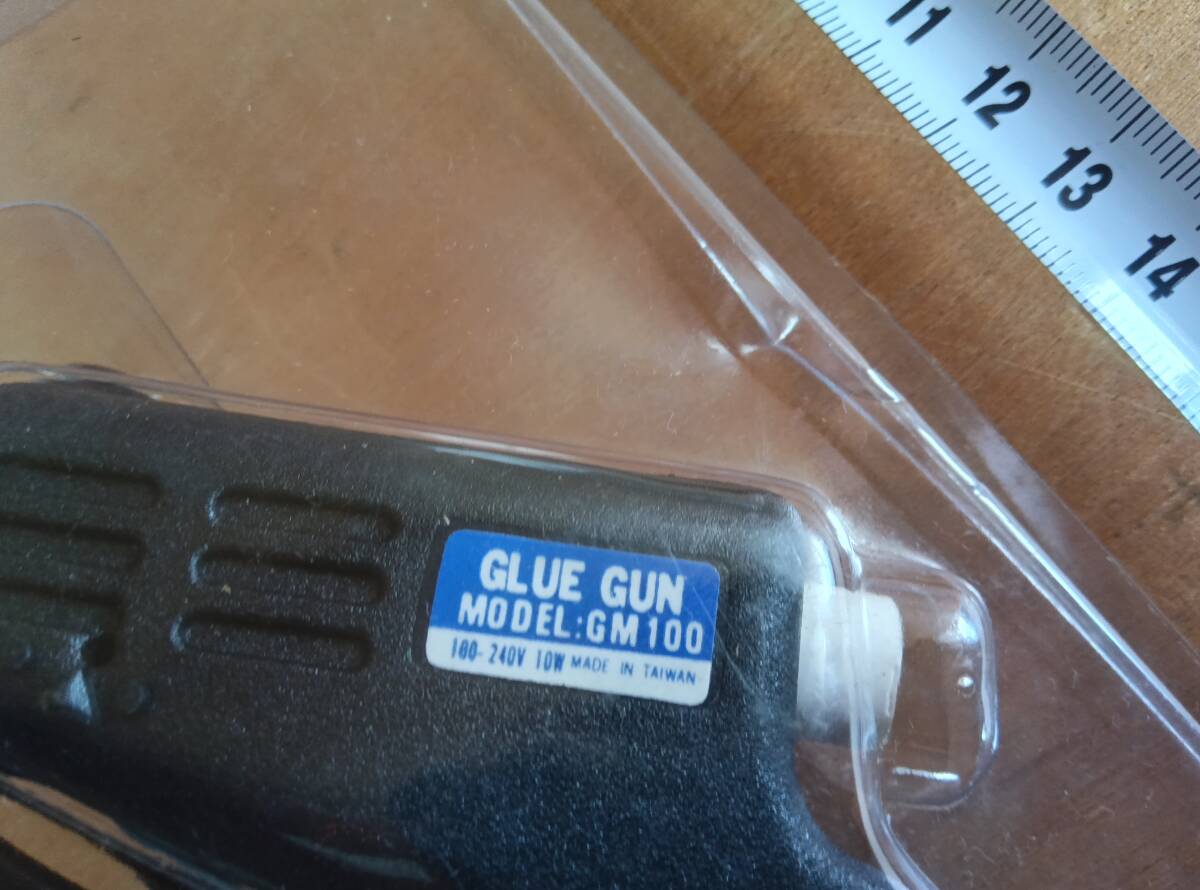 11
12
13
14
GLUE GUN
MODEL:GM100
100-240V 10W MADE IN TAIWAN